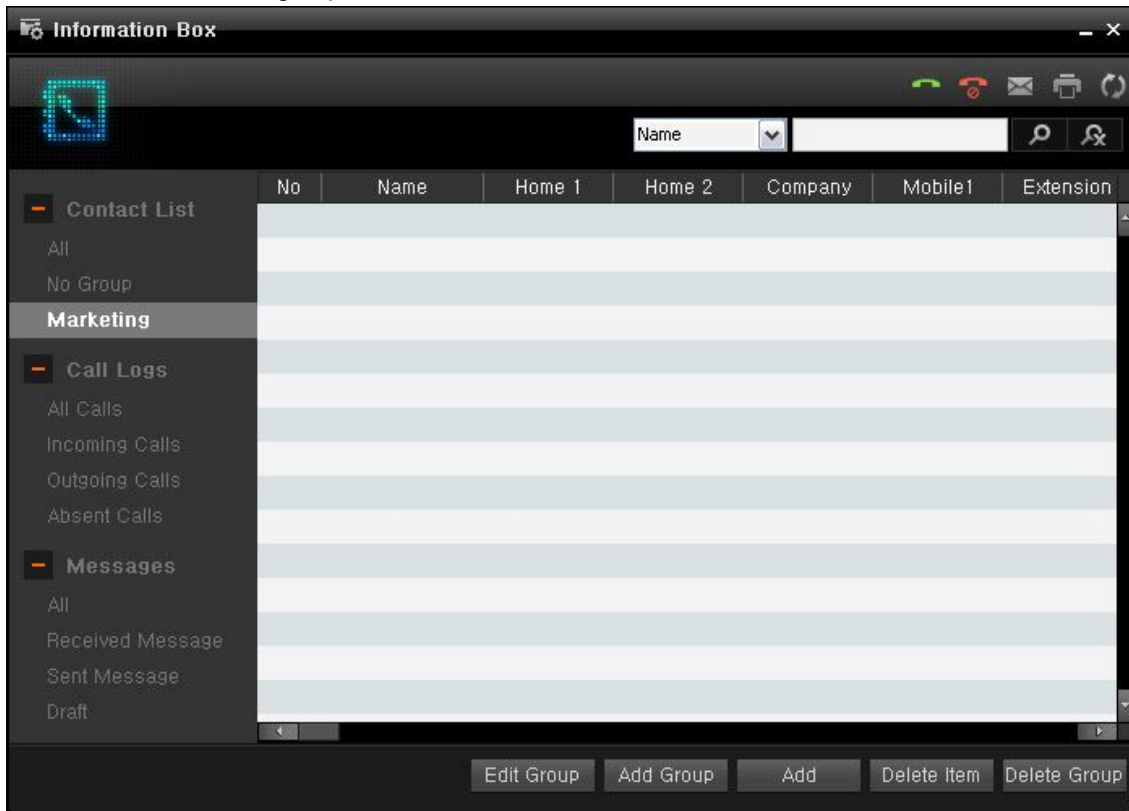 Information Box
Name
No Name Home 1 Home 2 Company Mobile1 Extension
Contact List
All
No Group
Marketing
Call Logs
All Calls
Incoming Calls
Outgoing Calls
Absent Calls
Messages
All
Received Message
Sent Message
Draft
Edit Group Add Group Add Delete Item Delete Group